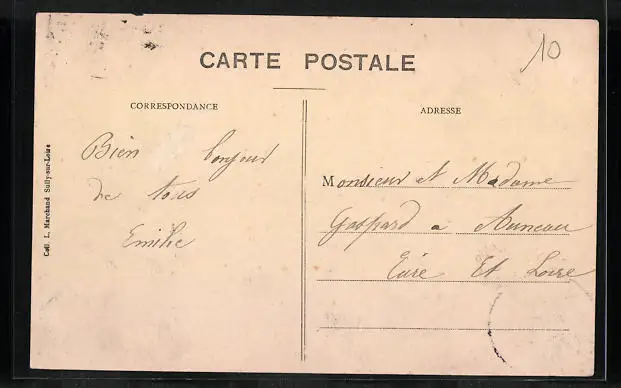 CARTE POSTALE
10
CORRESPONDANCE
ADRESSE
Coll. L. Marchand Sully-sur-Loire
Bien bonjour
de tous
Emilie
Monsieur et Madame
Gaspard a Auneau
Eure Et Loire